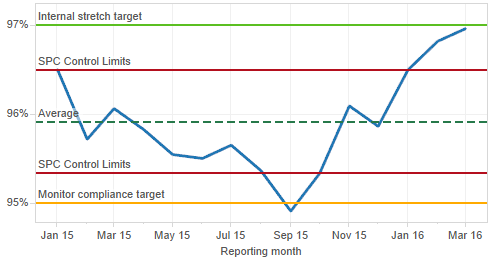 97%
Internal stretch target
SPC Control Limits
96%
Average
SPC Control Limits
Monitor compliance target
95%
Jan 15 Mar 15 May 15 Jul 15 Sep 15 Nov 15 Jan 16 Mar 16
Reporting month